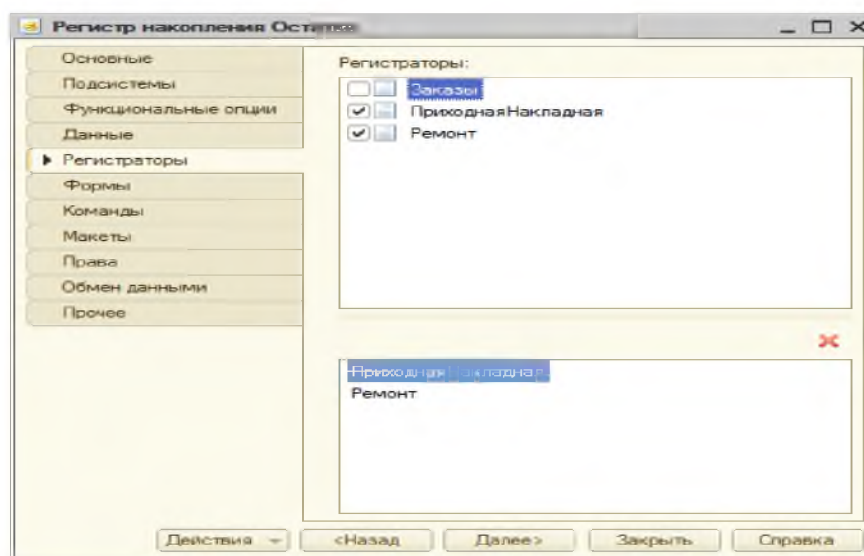 Регистр накопления
Основные
Подсистемы
Функциональные опции
Данные
Регистраторы
Формы
Команды
Макеты
Права
Обмен данными
Прочее
Регистраторы:
Заказы
ПриходнаяНакладная
Ремонт
ПриходнаяНакладная
Ремонт
Действия
<Назад
Далее>
Закрыть
Справка